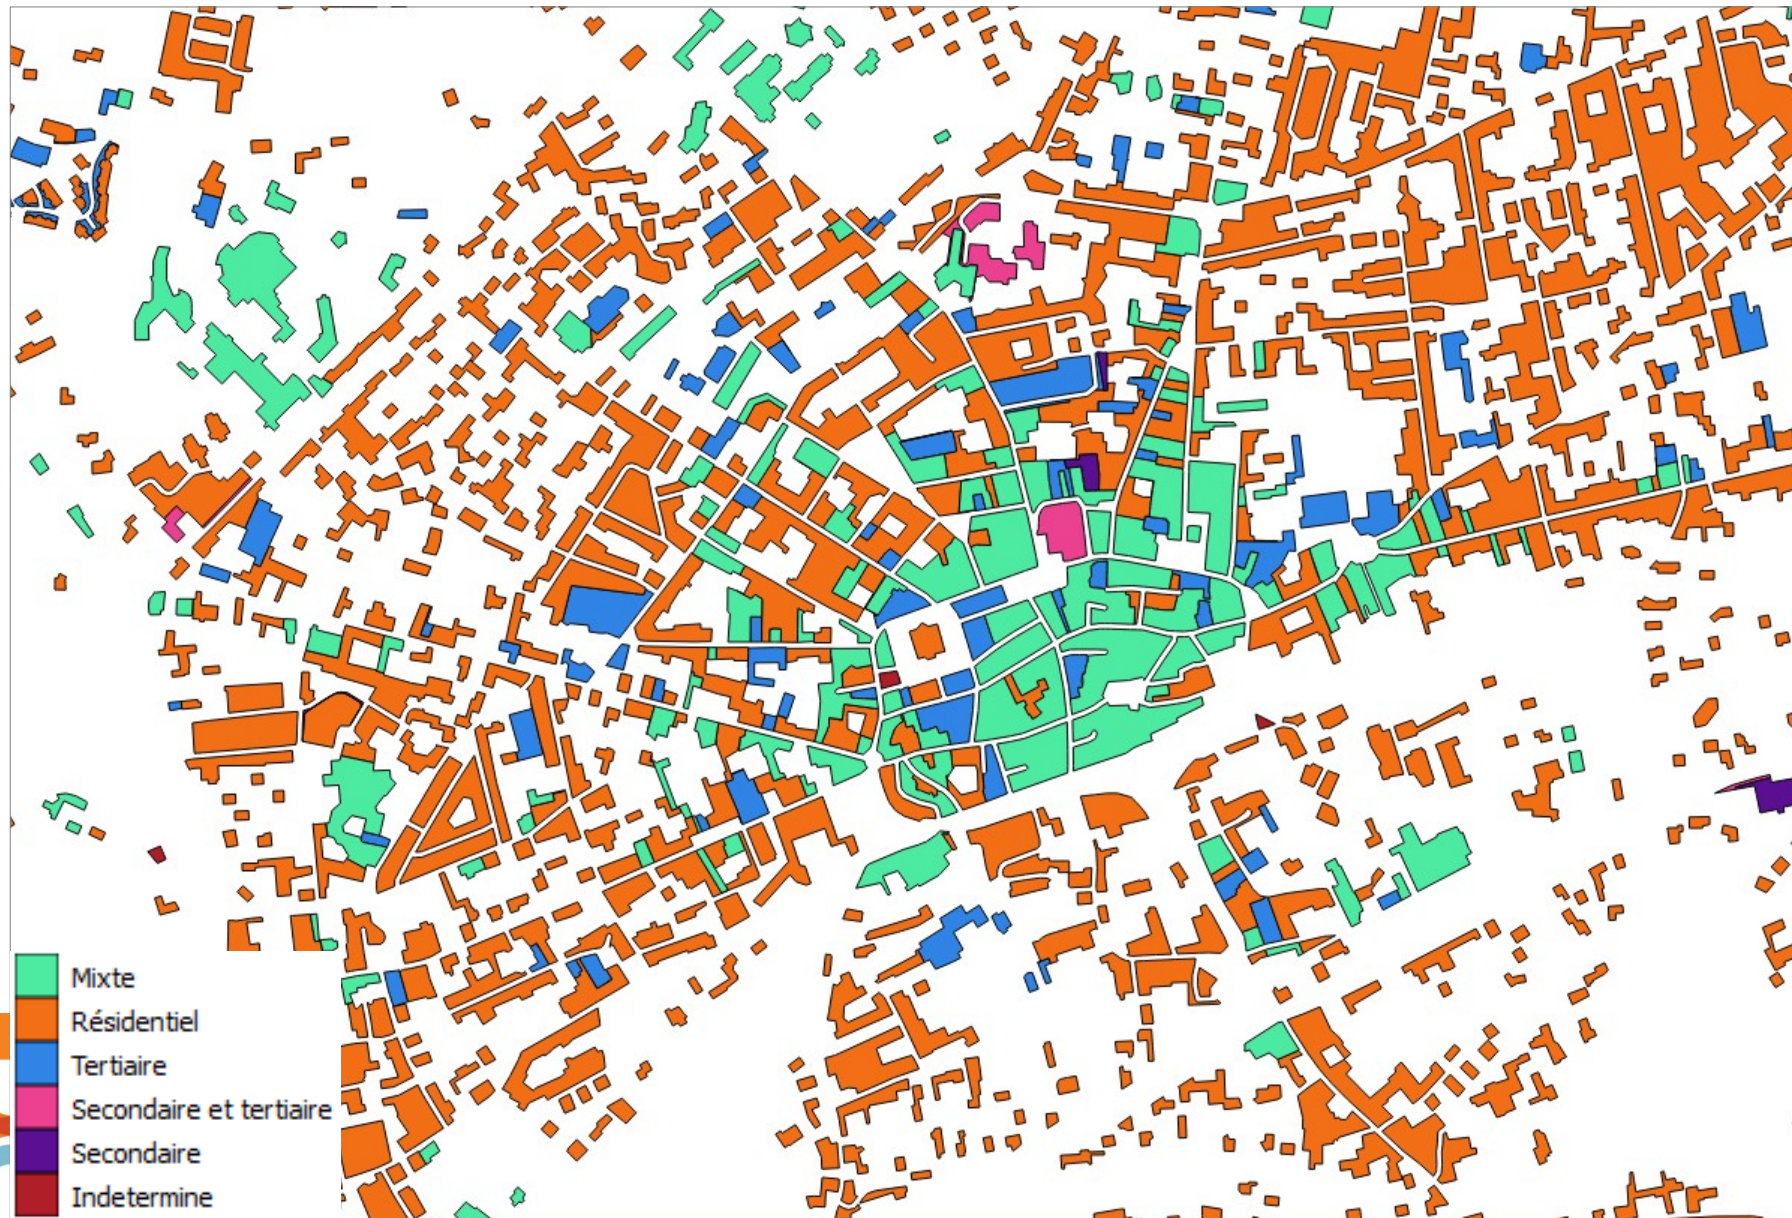 Mixte
Résidentiel
Tertiaire
Secondaire et tertiaire
Secondaire
Indetermine